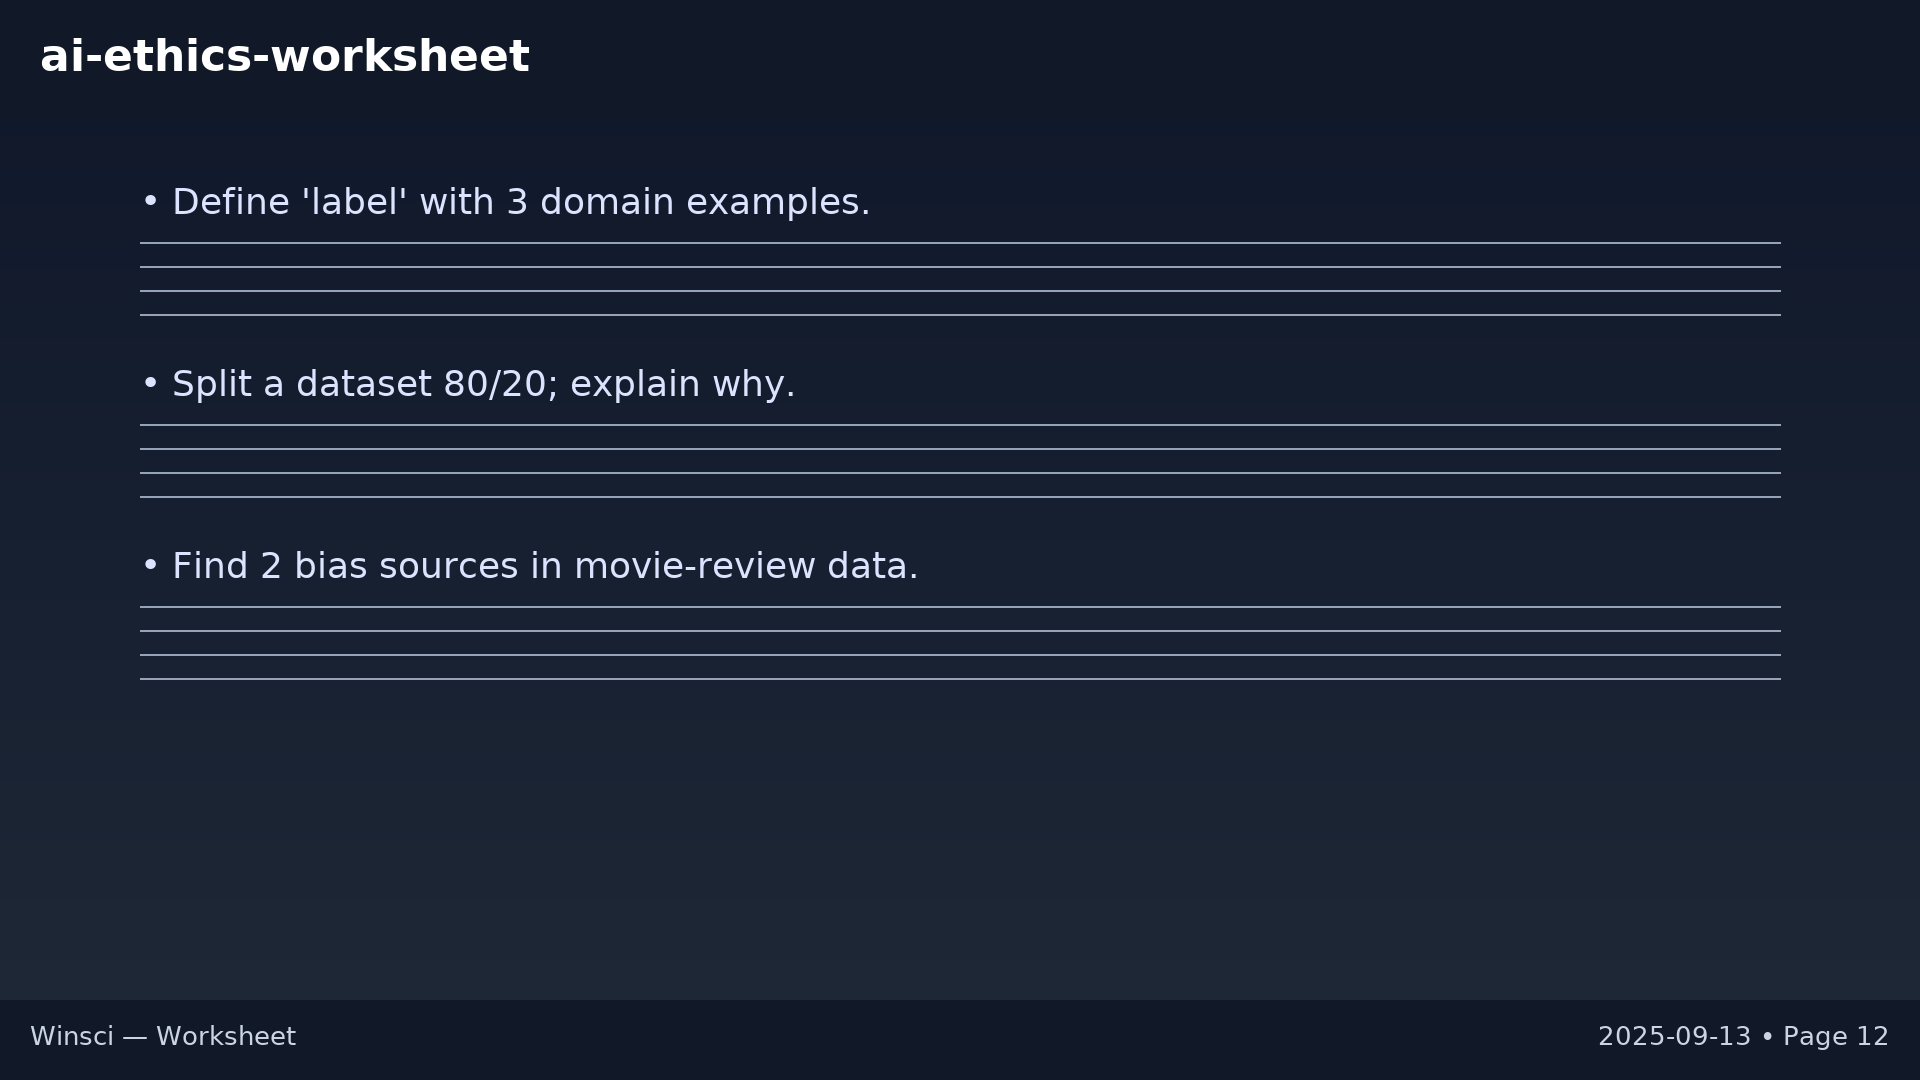 ai-ethics-worksheet
• Define 'label' with 3 domain examples.
• Split a dataset 80/20; explain why.
• Find 2 bias sources in movie-review data.
Winsci — Worksheet
2025-09-13 • Page 12